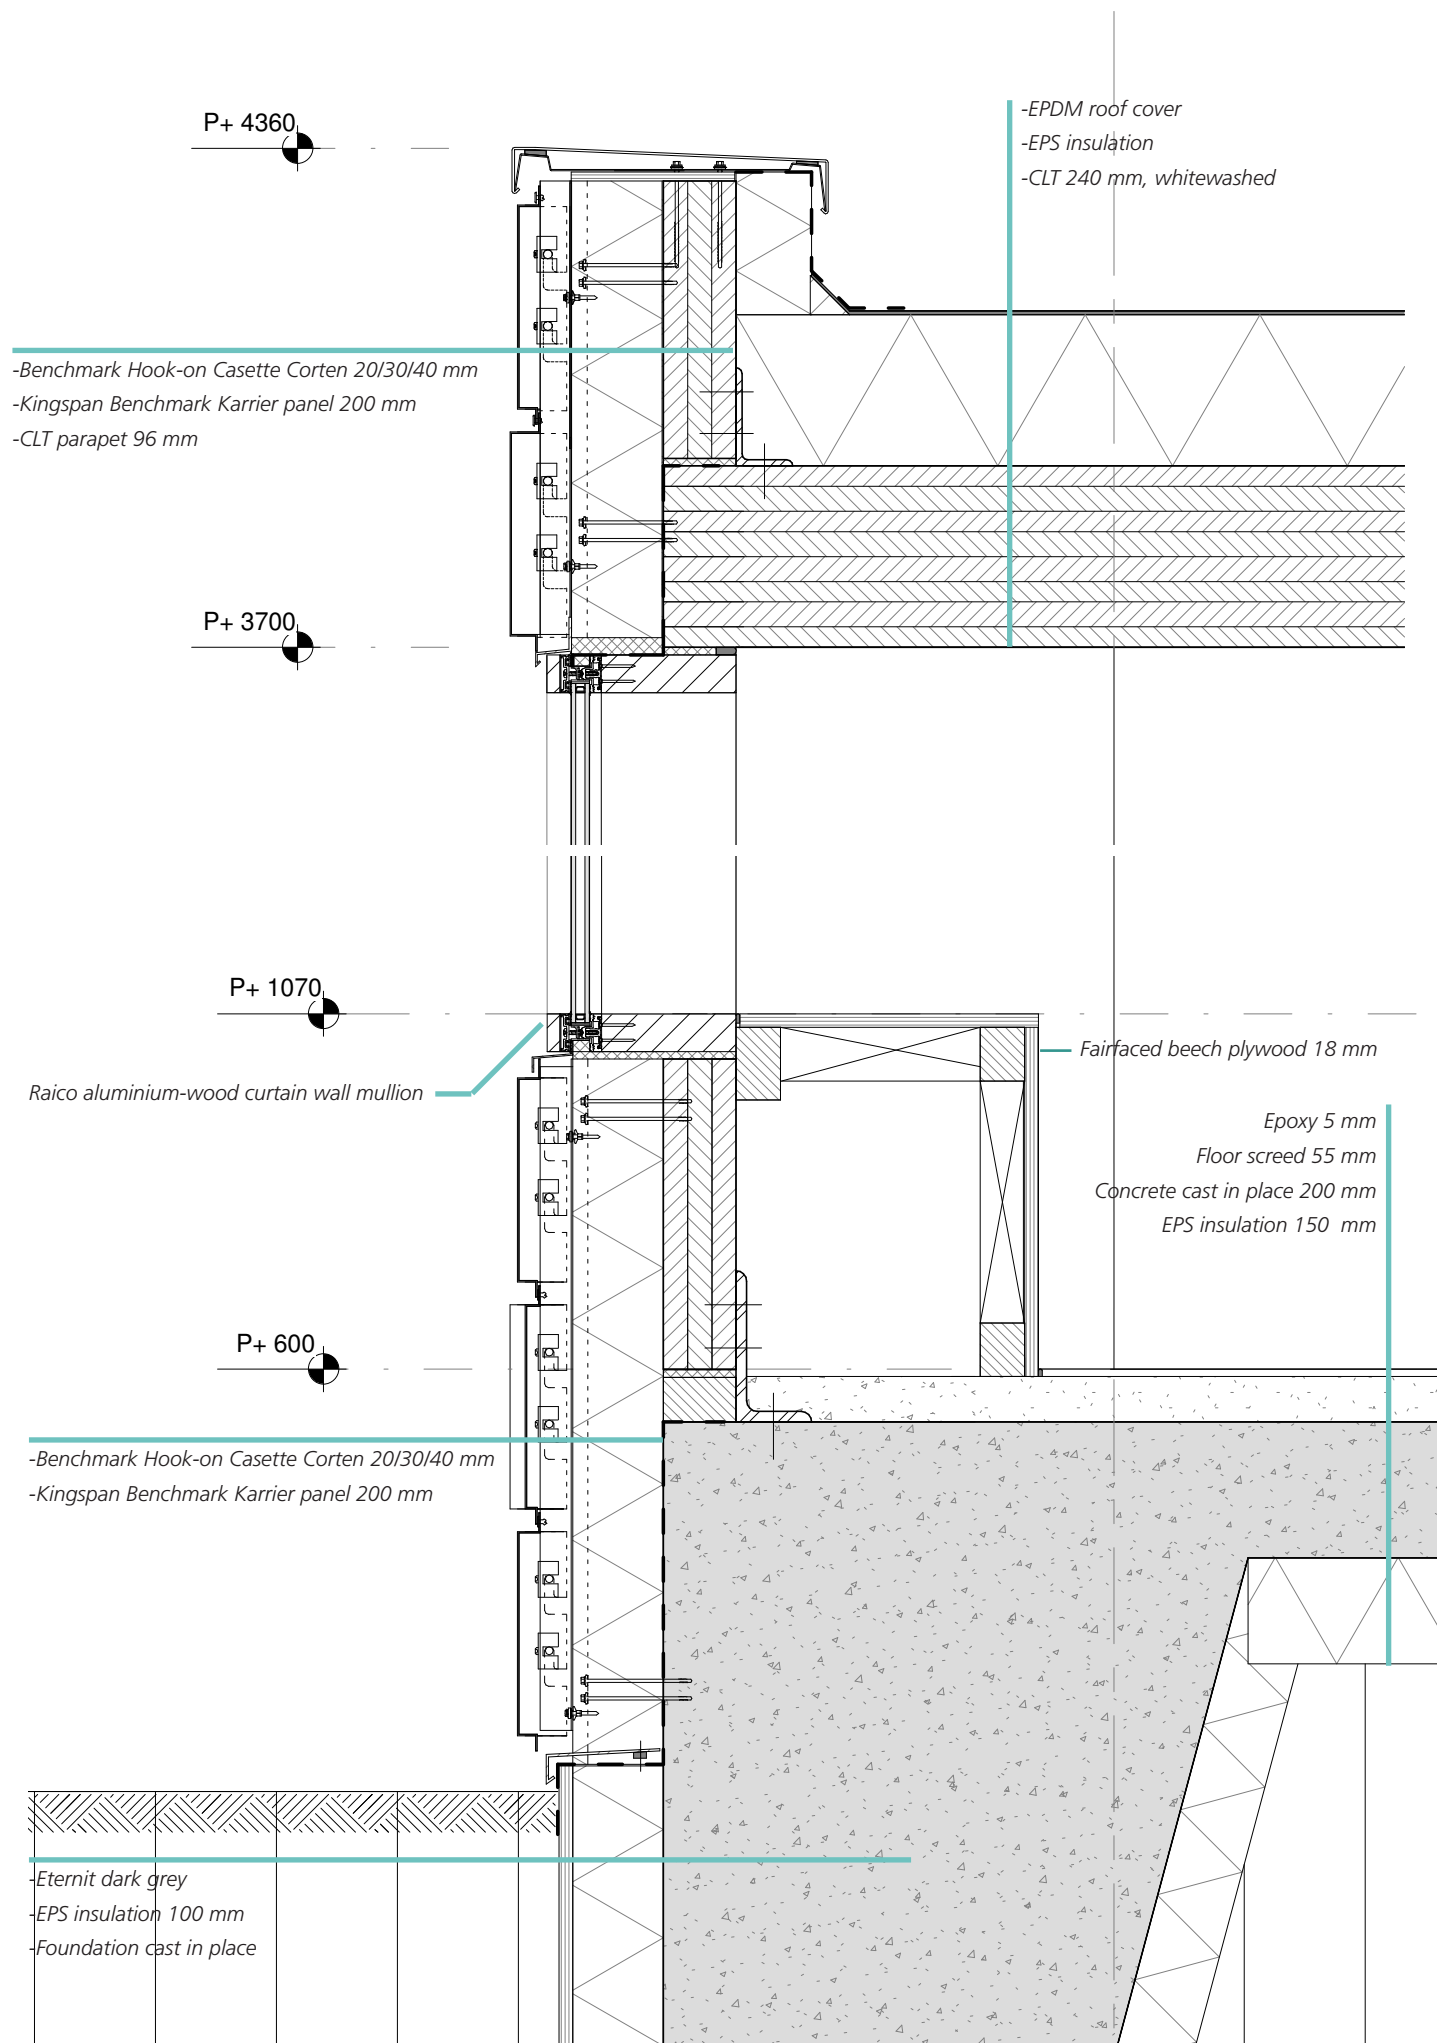 P+ 4360
-EPDM roof cover
-EPS insulation
-CLT 240 mm, whitewashed
-Benchmark Hook-on Casette Corten 20/30/40 mm
-Kingspan Benchmark Karrier panel 200 mm
-CLT parapet 96 mm
P+ 3700
P+ 1070
Fairfaced beech plywood 18 mm
Raico aluminium-wood curtain wall mullion
Epoxy 5 mm
Floor screed 55 mm
Concrete cast in place 200 mm
EPS insulation 150 mm
P+ 600
-Benchmark Hook-on Casette Corten 20/30/40 mm
-Kingspan Benchmark Karrier panel 200 mm
-Eternit dark grey
-EPS insulation 100 mm
-Foundation cast in place